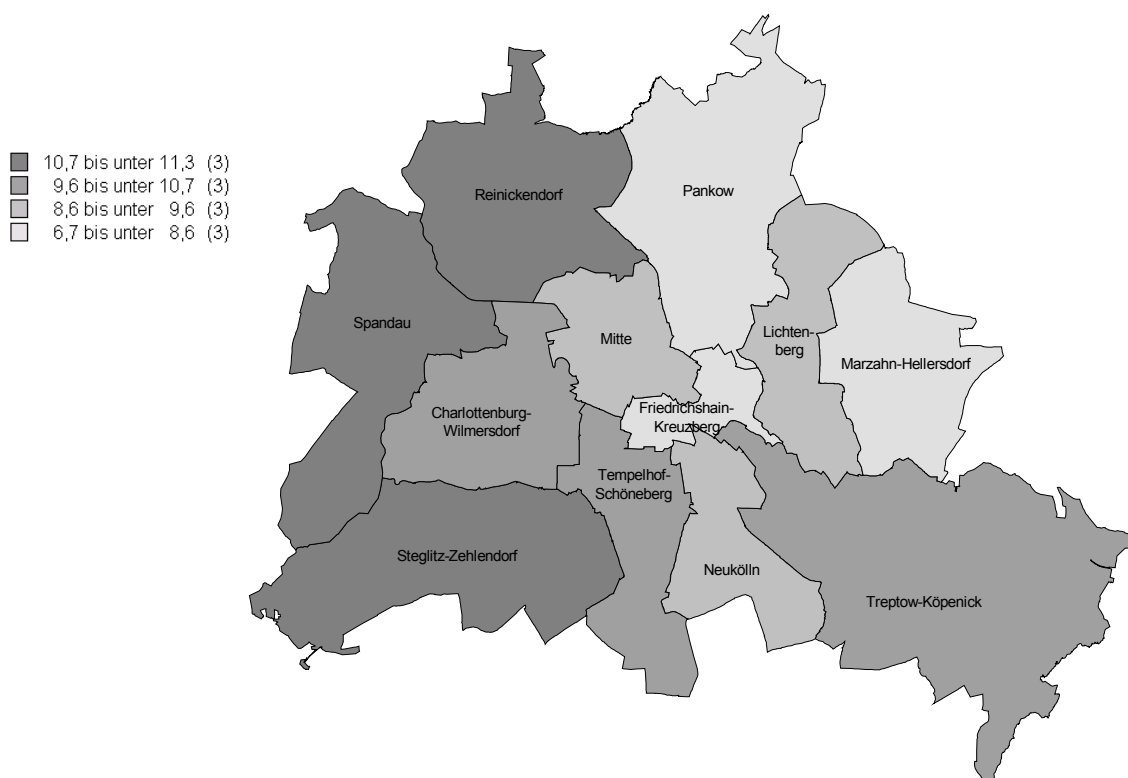 10,7 bis unter 11,3 (3)
9,6 bis unter 10,7 (3)
8,6 bis unter 9,6 (3)
6,7 bis unter 8,6 (3)
Reinickendorf
Pankow
Spandau
Mitte
Lichten-
berg
Marzahn-Hellersdorf
Charlottenburg-
Wilmersdorf
Friedrichshain-
Kreuzberg
Tempelhof-
Schöneberg
Steglitz-Zehlendorf
Neukölln
Treptow-Köpenick